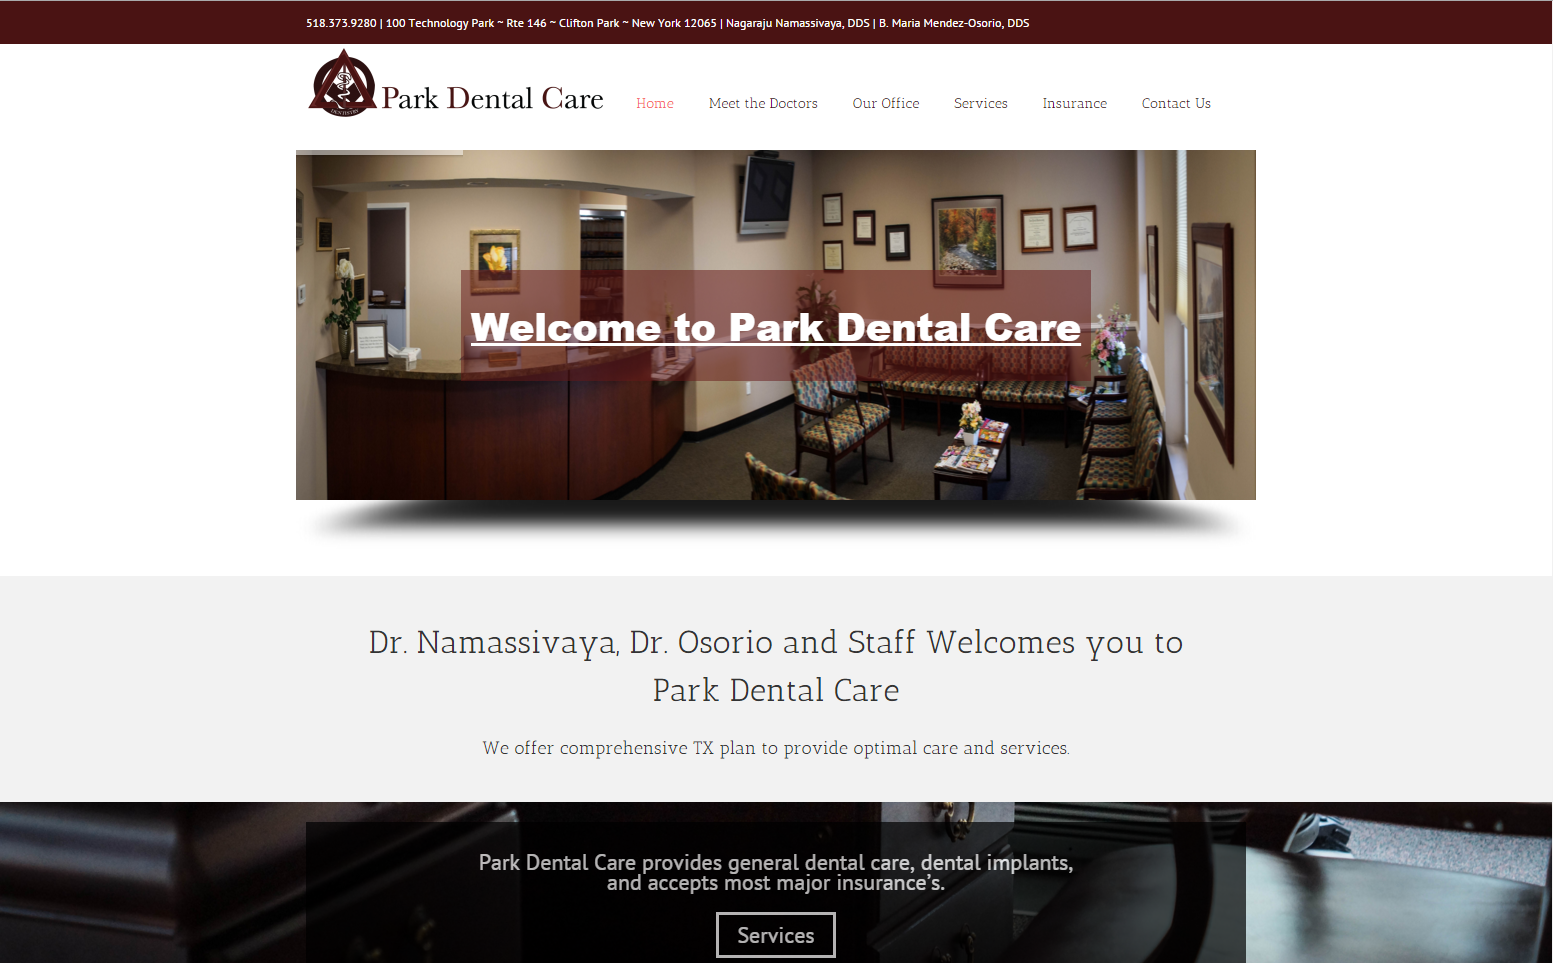 518.373.9280 | 100 Technology Park ~ Rte 146 ~ Clifton Park ~ New York 12065 | Nagaraju Namassivaya, DDS | B. Maria Mendez-Osorio, DDS
DENTISTRY
Park Dental Care
Home
Meet the Doctors
Our Office
Services
Insurance
Contact Us
Welcome to Park Dental Care
Dr. Namassivaya, Dr. Osorio and Staff Welcomes you to
Park Dental Care
We offer comprehensive TX plan to provide optimal care and services.
Park Dental Care provides general dental care, dental implants,
and accepts most major insurance's.
Services